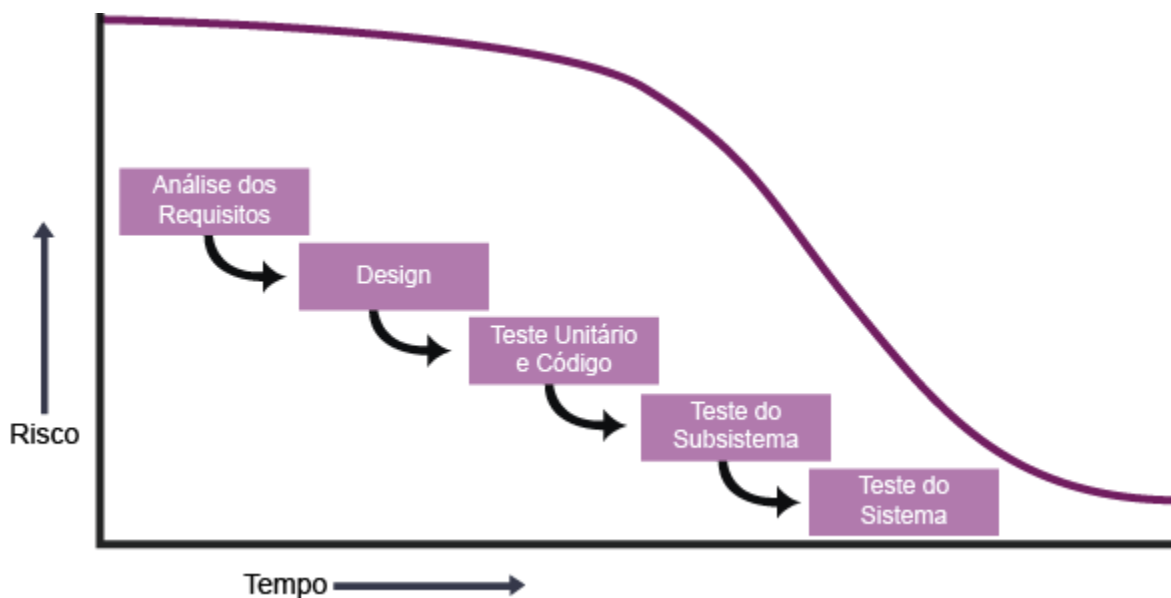 Análise dos
Requisitos
Design
Teste Unitário
e Código
Teste do
Subsistema
Risco
Teste do
Sistema
Tempo